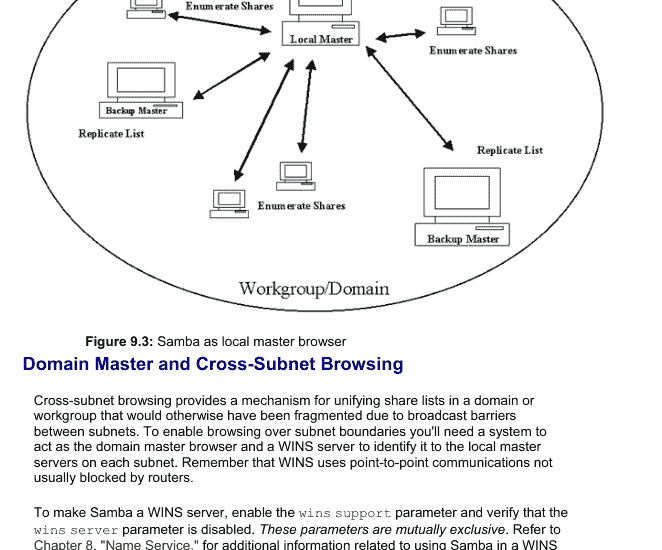 Enumerate Shares
Local Master
Enumerate Shares
Backup Master
Replicate List
Replicate List
Enumerate Shares
Backup Master
Workgroup/Domain
Figure 9.3: Samba as local master browser
Domain Master and Cross-Subnet Browsing
Cross-subnet browsing provides a mechanism for unifying share lists in a domain or
workgroup that would otherwise have been fragmented due to broadcast barriers
between subnets. To enable browsing over subnet boundaries you'll need a system to
act as the domain master browser and a WINS server to identify it to the local master
servers on each subnet. Remember that WINS uses point-to-point communications not
usually blocked by routers.
To make Samba a WINS server, enable the wins support parameter and verify that the
wins server parameter is disabled. These parameters are mutually exclusive. Refer to
Chapter 8, "Name Service," for additional information related to using Samba in a WINS